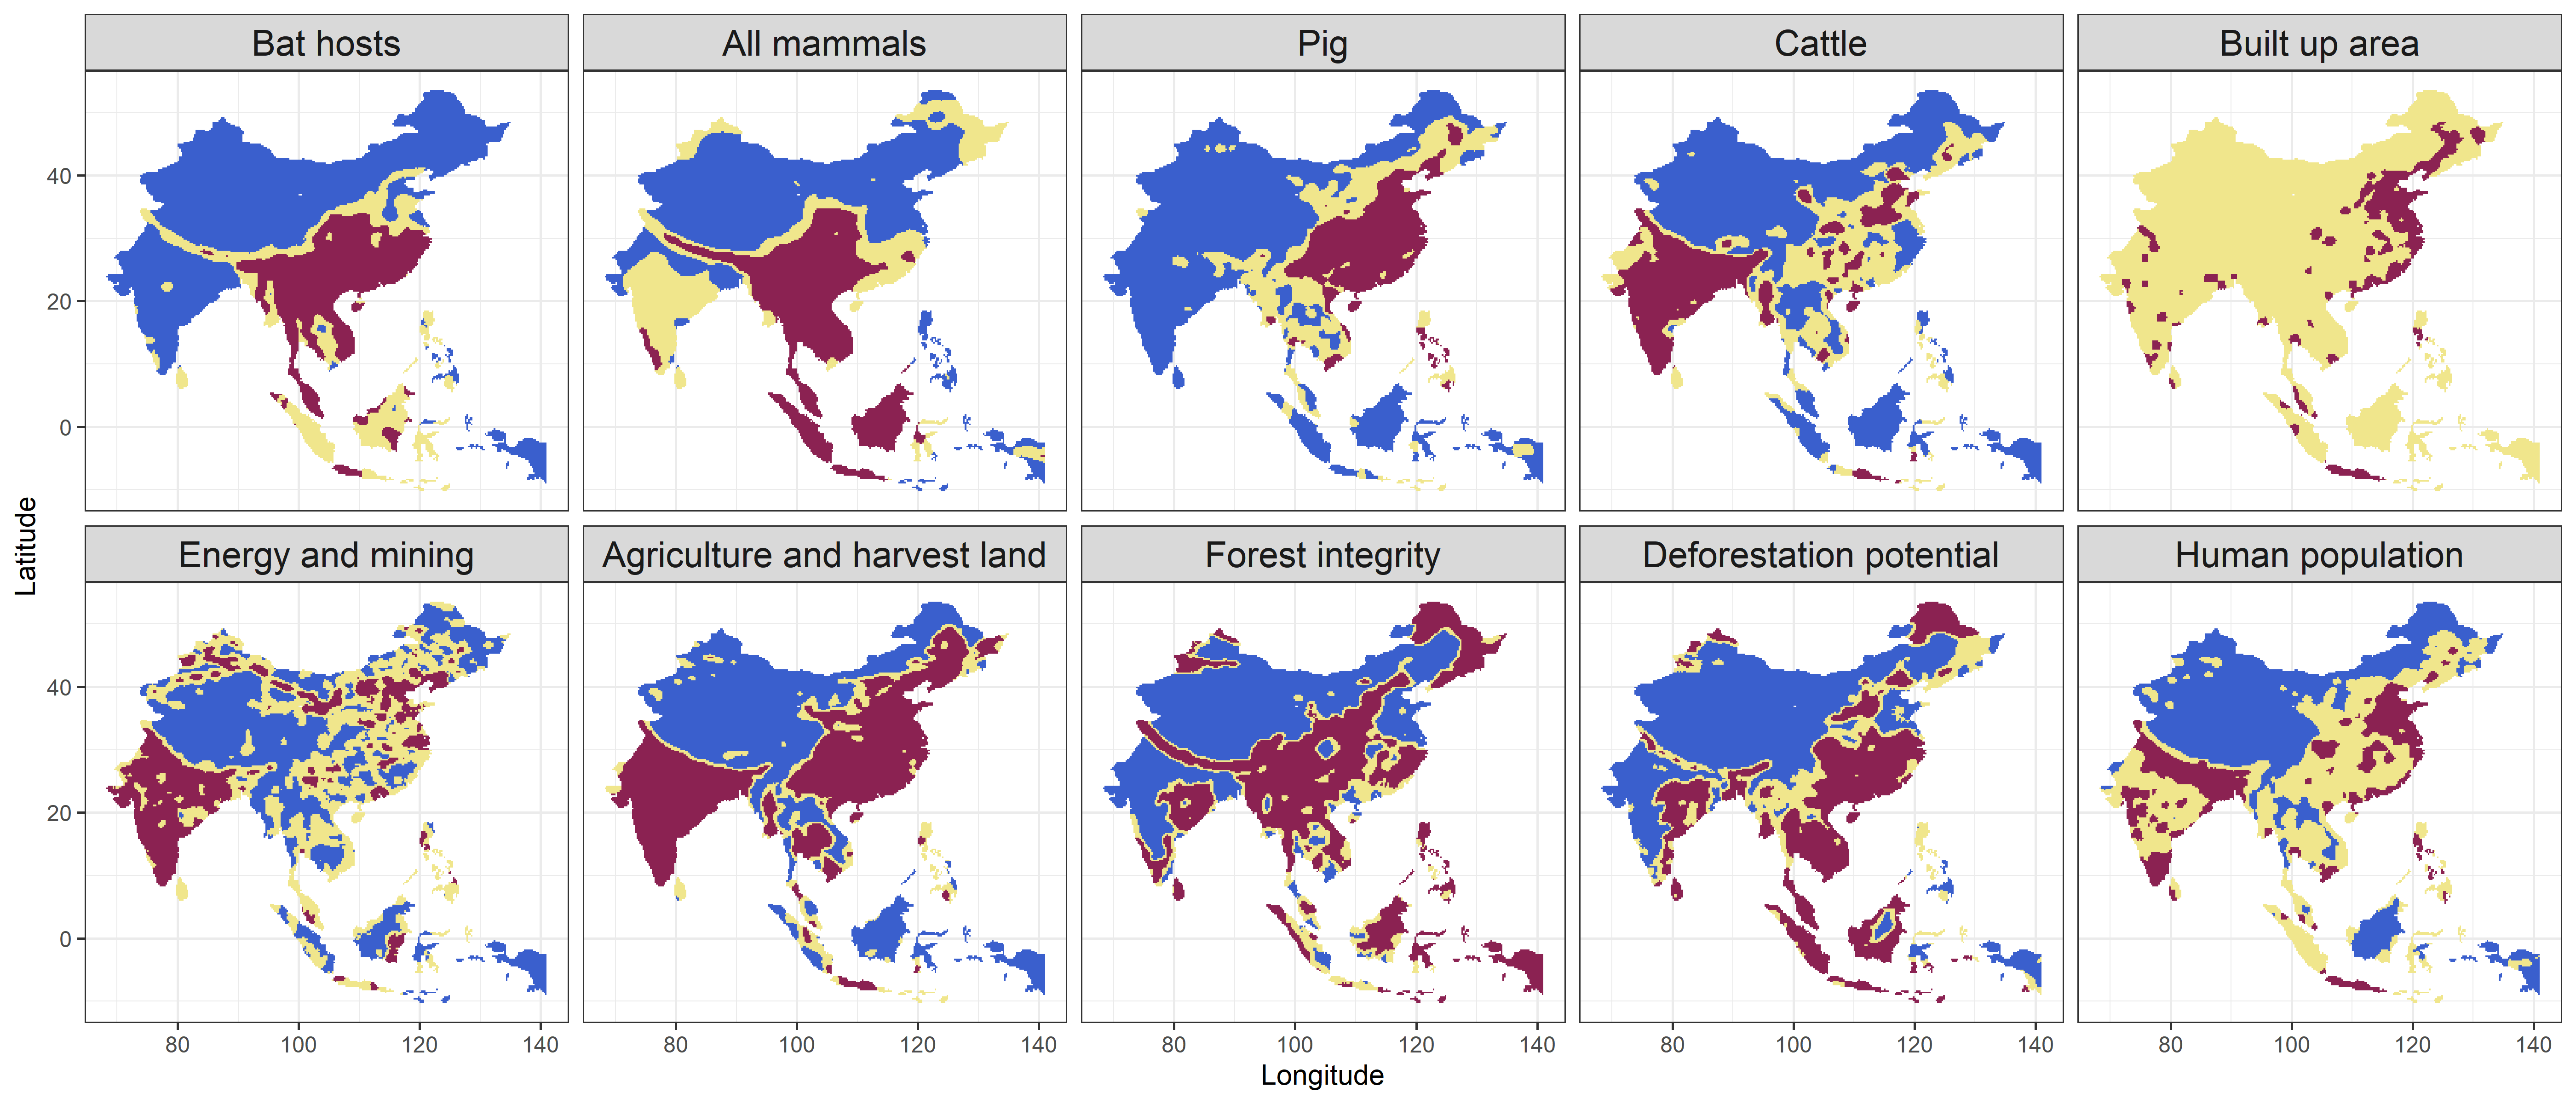 Bat hosts
All mammals
Pig
Cattle
Built up area
40
20
0
Latitude
Energy and mining
Agriculture and harvest land
Forest integrity
Deforestation potential
Human population
40
20
0
80 100 120 140
80 100 120 140
80 100 120 140
80 100 120 140
80 100 120 140
Longitude